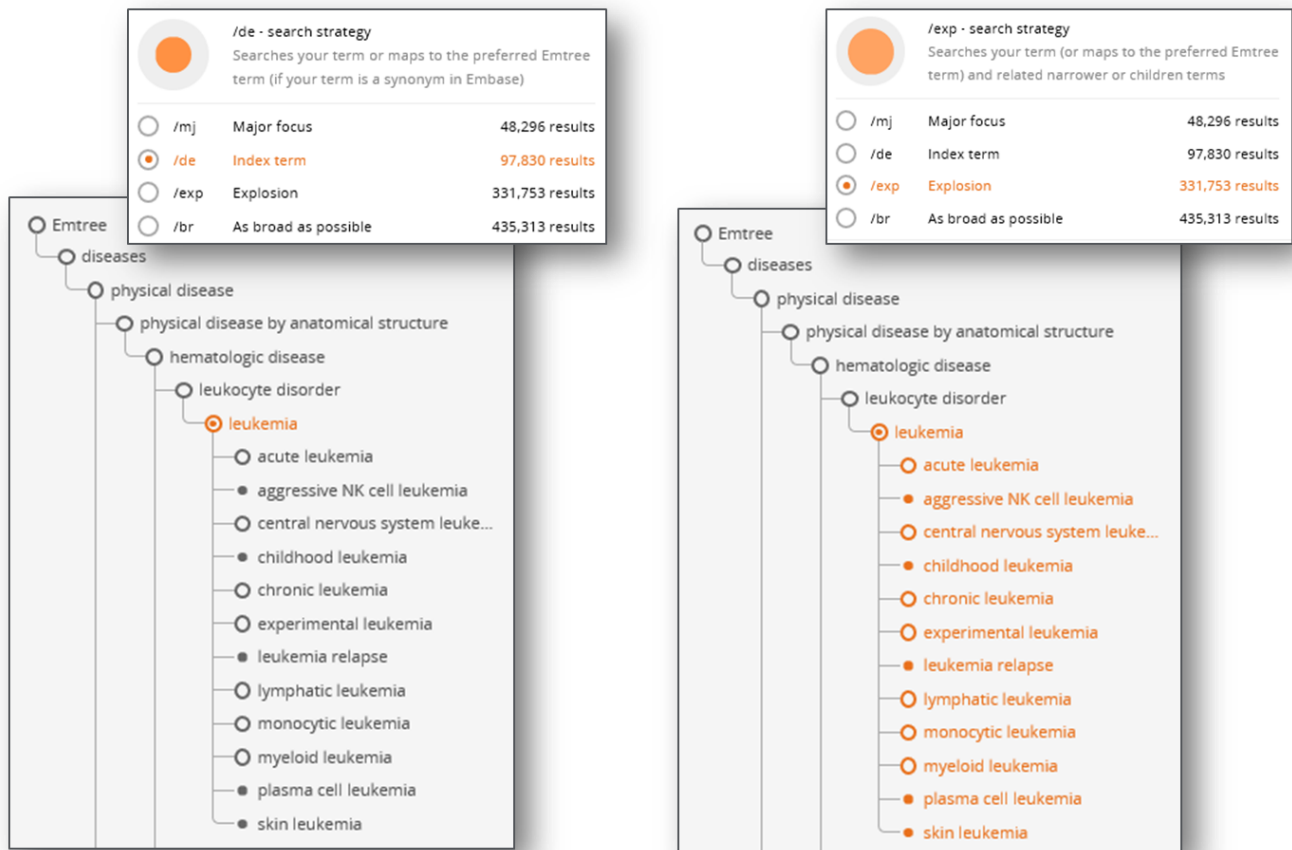 /de - search strategy
Searches your term or maps to the preferred Emtree
term (if your term is a synonym in Embase)
/mj Major focus 48,296 results
/de Index term 97,830 results
/exp Explosion 331,753 results
/br As broad as possible 435,313 results
Emtree
diseases
physical disease
physical disease by anatomical structure
hematologic disease
leukocyte disorder
leukemia
acute leukemia
aggressive NK cell leukemia
central nervous system leuke...
childhood leukemia
chronic leukemia
experimental leukemia
leukemia relapse
lymphatic leukemia
monocytic leukemia
myeloid leukemia
plasma cell leukemia
skin leukemia
/exp - search strategy
Searches your term (or maps to the preferred Emtree
term) and related narrower or children terms
/mj Major focus 48,296 results
/de Index term 97,830 results
/exp Explosion 331,753 results
/br As broad as possible 435,313 results
Emtree
diseases
physical disease
physical disease by anatomical structure
hematologic disease
leukocyte disorder
leukemia
acute leukemia
aggressive NK cell leukemia
central nervous system leuke...
childhood leukemia
chronic leukemia
experimental leukemia
leukemia relapse
lymphatic leukemia
monocytic leukemia
myeloid leukemia
plasma cell leukemia
skin leukemia